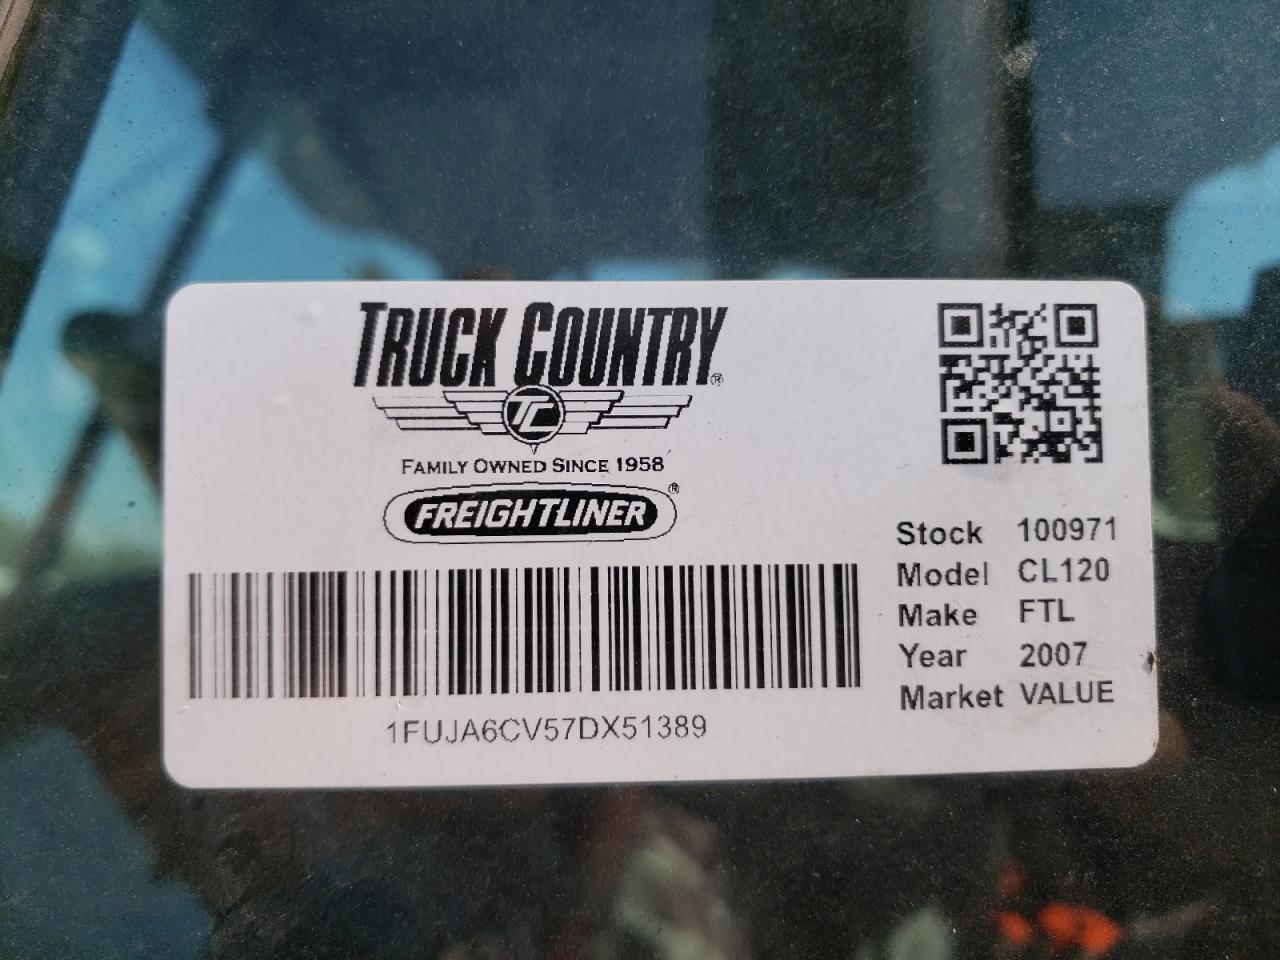 TRUCK COUNTRY®
TC
FAMILY OWNED SINCE 1958
FREIGHTLINER®
1FUJA6CV57DX51389
Stock 100971
Model CL120
Make FTL
Year 2007
Market VALUE